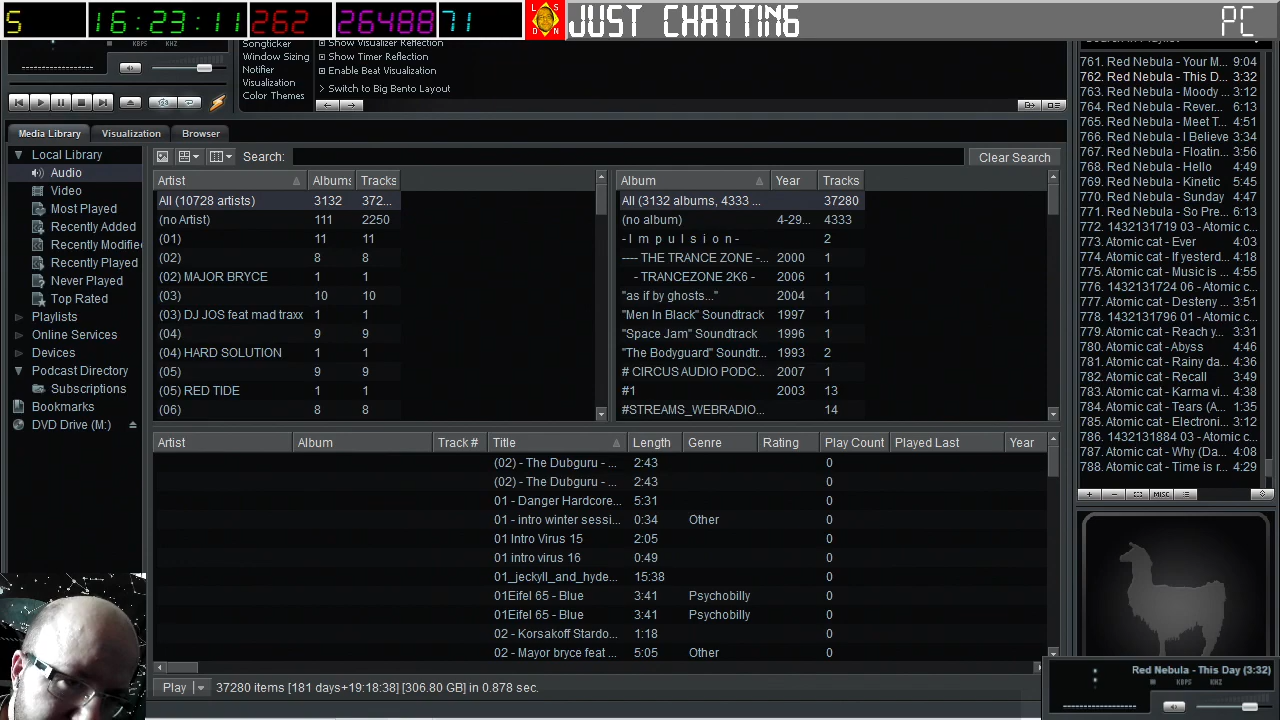 5 16:23:11 262 26488 71 LS ON JUST CHATTING PC
KBPS KHZ
Songticker
Window Sizing
Notifier
Visualization
Color Themes
Show Visualizer Reflection
Show Timer Reflection
Enable Beat Visualization
> Switch to Big Bento Layout
Media Library Visualization Browser
Local Library
Audio
Video
Most Played
Recently Added
Recently Modifie
Recently Played
Never Played
Top Rated
Playlists
Online Services
Devices
Podcast Directory
Subscriptions
Bookmarks
DVD Drive (M:)
Search: Clear Search
Artist Albums Tracks
All (10728 artists) 3132 372...
(no Artist) 111 2250
(01) 11 11
(02) 8 8
(02) MAJOR BRYCE 1 1
(03) 10 10
(03) DJ JOS feat mad traxx 1 1
(04) 9 9
(04) HARD SOLUTION 1 1
(05) 9 9
(05) RED TIDE 1 1
(06) 8 8
Album Year Tracks
All (3132 albums, 4333 ... 37280
(no album) 4-29... 4333
- I m p u l s i o n - 2
---- THE TRANCE ZONE -... 2000 1
- TRANCEZONE 2K6 - 2006 1
"as if by ghosts..." 2004 1
"Men In Black" Soundtrack 1997 1
"Space Jam" Soundtrack 1996 1
"The Bodyguard" Soundtr... 1993 2
# CIRCUS AUDIO PODC... 2007 1
#1 2003 13
#STREAMS_WEBRADIO... 14
Artist Album Track # Title Length Genre Rating Play Count Played Last Year
(02) - The Dubguru - ... 2:43 0
(02) - The Dubguru - ... 2:43 0
01 - Danger Hardcore... 5:31 0
01 - intro winter sessi... 0:34 Other 0
01 Intro Virus 15 2:05 0
01 intro virus 16 0:49 0
01_jeckyll_and_hyde... 15:38 0
01Eifel 65 - Blue 3:41 Psychobilly 0
01Eifel 65 - Blue 3:41 Psychobilly 0
02 - Korsakoff Stardo... 1:18 0
02 - Mayor bryce feat ... 5:05 Other 0
Play 37280 items [181 days+19:18:38] [306.80 GB] in 0.873 sec.
761. Red Nebula - Your M... 9:04
762. Red Nebula - This D... 3:32
763. Red Nebula - Moody ... 3:12
764. Red Nebula - Rever... 6:13
765. Red Nebula - Meet T... 4:51
766. Red Nebula - I Believe 3:34
767. Red Nebula - Floatin... 3:56
768. Red Nebula - Hello 4:49
769. Red Nebula - Kinetic 5:45
770. Red Nebula - Sunday 4:47
771. Red Nebula - So Pre... 6:13
772. 1432131719 03 - Atomic c...
773. Atomic cat - Ever 4:03
774. Atomic cat - If yesterd... 4:18
775. Atomic cat - Music is ... 4:55
776. 1432131724 06 - Atomic c...
777. Atomic cat - Desteny 3:51
778. 1432131796 01 - Atomic c...
779. Atomic cat - Reach y... 3:31
780. Atomic cat - Abyss 4:46
781. Atomic cat - Rainy da... 4:36
782. Atomic cat - Recall 3:49
783. Atomic cat - Karma vi... 4:38
784. Atomic cat - Tears (A... 1:35
785. Atomic cat - Electroni... 3:12
786. 1432131884 03 - Atomic c...
787. Atomic cat - Why (Da... 4:08
788. Atomic cat - Time is r... 4:29
MISC
Red Nebula - This Day (3:32)
KBPS KHZ